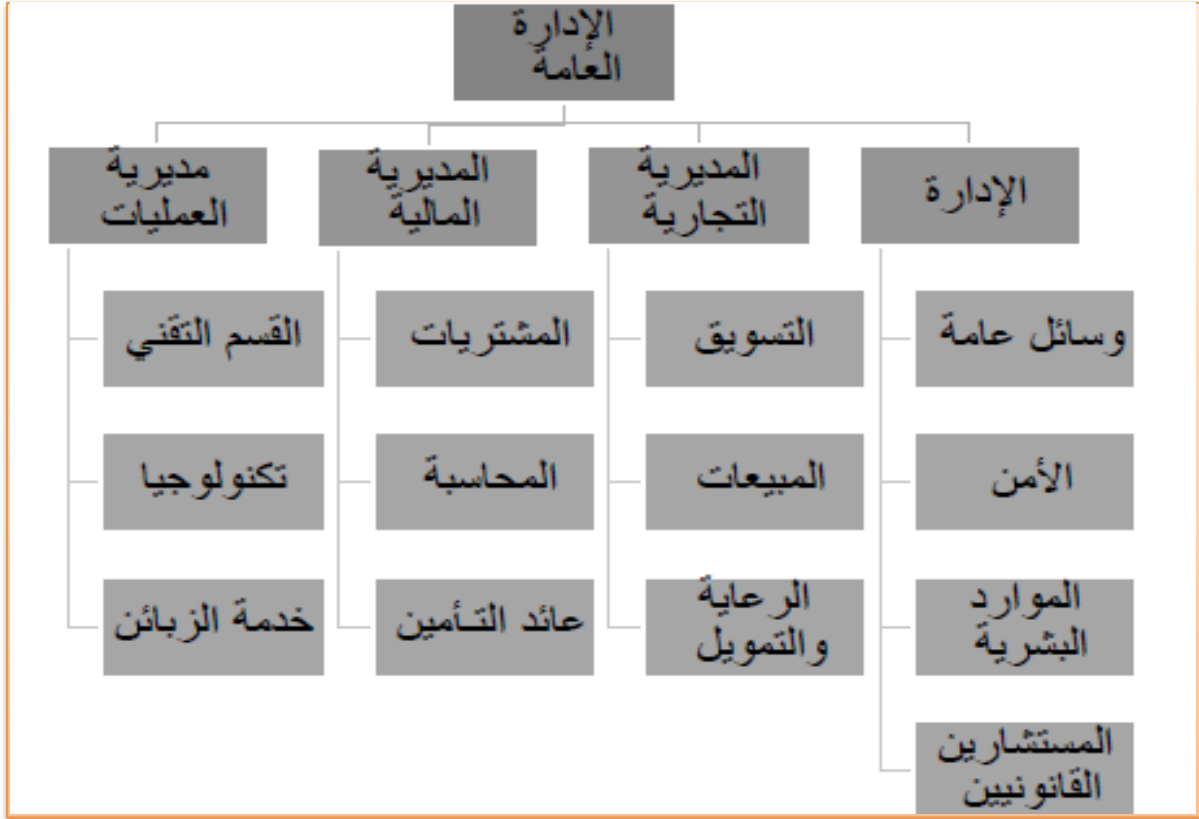 الإدارة
العامة
الإدارة
المديرية
التجارية
المديرية
المالية
مديرية
العمليات
وسائل عامة
التسويق
المشتريات
القسم التقني
الأمن
المبيعات
المحاسبة
تكنولوجيا
الموارد
البشرية
الرعاية
والتمويل
عائد التـأمين
خدمة الزبائن
المستشارين
القانونيين